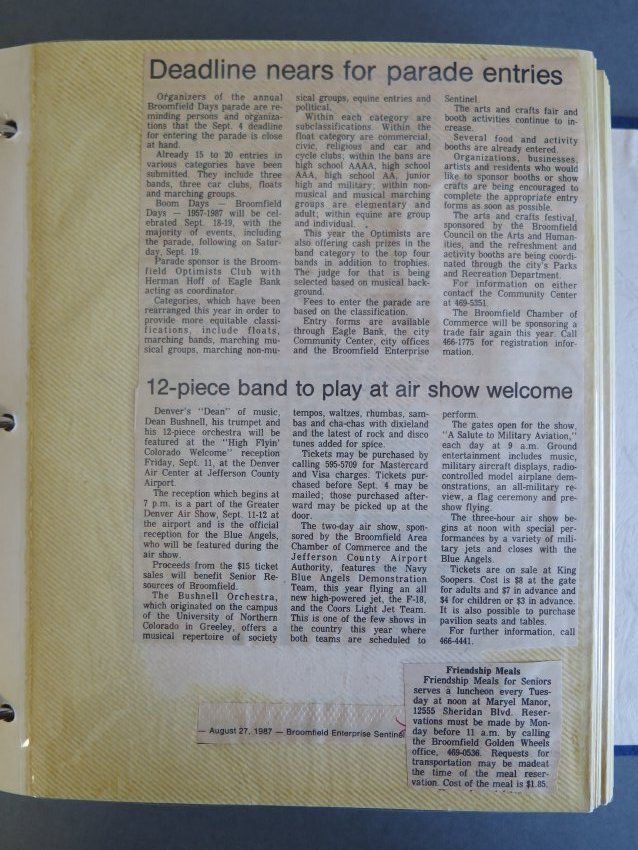 Deadline nears for parade entries
Organizers of the annual
Broomfield Days parade are re-
minding persons and organiza-
tions that the Sept. 4 deadline
for entering the parade is close
at hand.
Already 15 to 20 entries in
various categories have been
submitted. They include three
bands, three car clubs, floats
and marching groups.
Boom Days — Broomfield
Days — 1957-1987 will be cel-
ebrated Sept. 18-19, with the
majority of events, including
the parade, following on Satur-
day, Sept. 19.
Parade sponsor is the Broom-
field Optimists Club with
Herman Hoff of Eagle Bank
acting as coordinator.
Categories, which have been
rearranged this year in order to
provide more equitable classi-
fications, include floats,
marching bands, marching mu-
sical groups, marching non-mu-
sical groups, equine entries and
political.
Within each category are
subclassifications. Within the
float category are commercial,
civic, religious and car and
cycle clubs; within the bans are
high school AAAA, high school
AAA, high school AA, junior
high and military; within non-
musical and musical marching
groups are elementary and
adult; within equine are group
and individual.
This year the Optimists are
also offering cash prizes in the
band category to the top four
bands in addition to trophies.
The judge for that is being
selected based on musical back-
ground.
Fees to enter the parade are
based on the classification.
Entry forms are available
through Eagle Bank, the city
Community Center, city offices
and the Broomfield Enterprise
Sentinel.
The arts and crafts fair and
booth activities continue to in-
crease.
Several food and activity
booths are already entered.
Organizations, businesses,
artists and residents who would
like to sponsor booths or show
crafts are being encouraged to
complete the appropriate entry
forms as soon as possible.
The arts and crafts festival,
sponsored by the Broomfield
Council on the Arts and Human-
ities, and the refreshment and
activity booths are being coordi-
nated through the city's Parks
and Recreation Department.
For information on either
contact the Community Center
at 469-5351.
The Broomfield Chamber of
Commerce will be sponsoring a
trade fair again this year. Call
466-1775 for registration infor-
mation.
12-piece band to play at air show welcome
Denver's "Dean" of music,
Dean Bushnell, his trumpet and
his 12-piece orchestra will be
featured at the "High Flyin'
Colorado Welcome" reception
Friday, Sept. 11, at the Denver
Air Center at Jefferson County
Airport.
The reception which begins at
7 p.m. is a part of the Greater
Denver Air Show, Sept. 11-12 at
the airport and is the official
reception for the Blue Angels,
who will be featured during the
air show.
Proceeds from the $15 ticket
sales will benefit Senior Re-
sources of Broomfield.
The Bushnell Orchestra,
which originated on the campus
of the University of Northern
Colorado in Greeley, offers a
musical repertoire of society
tempos, waltzes, rhumbas, sam-
bas and cha-chas with dixieland
and the latest of rock and disco
tunes added for spice.
Tickets may be purchased by
calling 595-5709 for Mastercard
and Visa charges. Tickets pur-
chased before Sept. 4 may be
mailed; those purchased after-
ward may be picked up at the
door.
The two-day air show, spon-
sored by the Broomfield Area
Chamber of Commerce and the
Jefferson County Airport
Authority, features the Navy
Blue Angels Demonstration
Team, this year flying an all
new high-powered jet, the F-18,
and the Coors Light Jet Team.
This is one of the few shows in
the country this year where
both teams are scheduled to
perform.
The gates open for the show,
"A Salute to Military Aviation,"
each day at 9 a.m. Ground
entertainment includes music,
military aircraft displays, radio-
controlled model airplane dem-
onstrations, an all-military re-
view, a flag ceremony and pre-
show flying.
The three-hour air show be-
gins at noon with special per-
formances by a variety of mili-
tary jets and closes with the
Blue Angels.
Tickets are on sale at King
Soopers. Cost is $8 at the gate
for adults and $7 in advance and
$4 for children or $3 in advance.
It is also possible to purchase
pavilion seats and tables.
For further information, call
466-4441.
Friendship Meals
Friendship Meals for Seniors
serves a luncheon every Tues-
day at noon at Maryel Manor,
12555 Sheridan Blvd. Reser-
vations must be made by Mon-
day before 11 a.m. by calling
the Broomfield Golden Wheels
office, 469-0536. Requests for
transportation may be madeat
the time of the meal reser-
vation. Cost of the meal is $1.85.
— August 27, 1987 — Broomfield Enterprise Sentinel